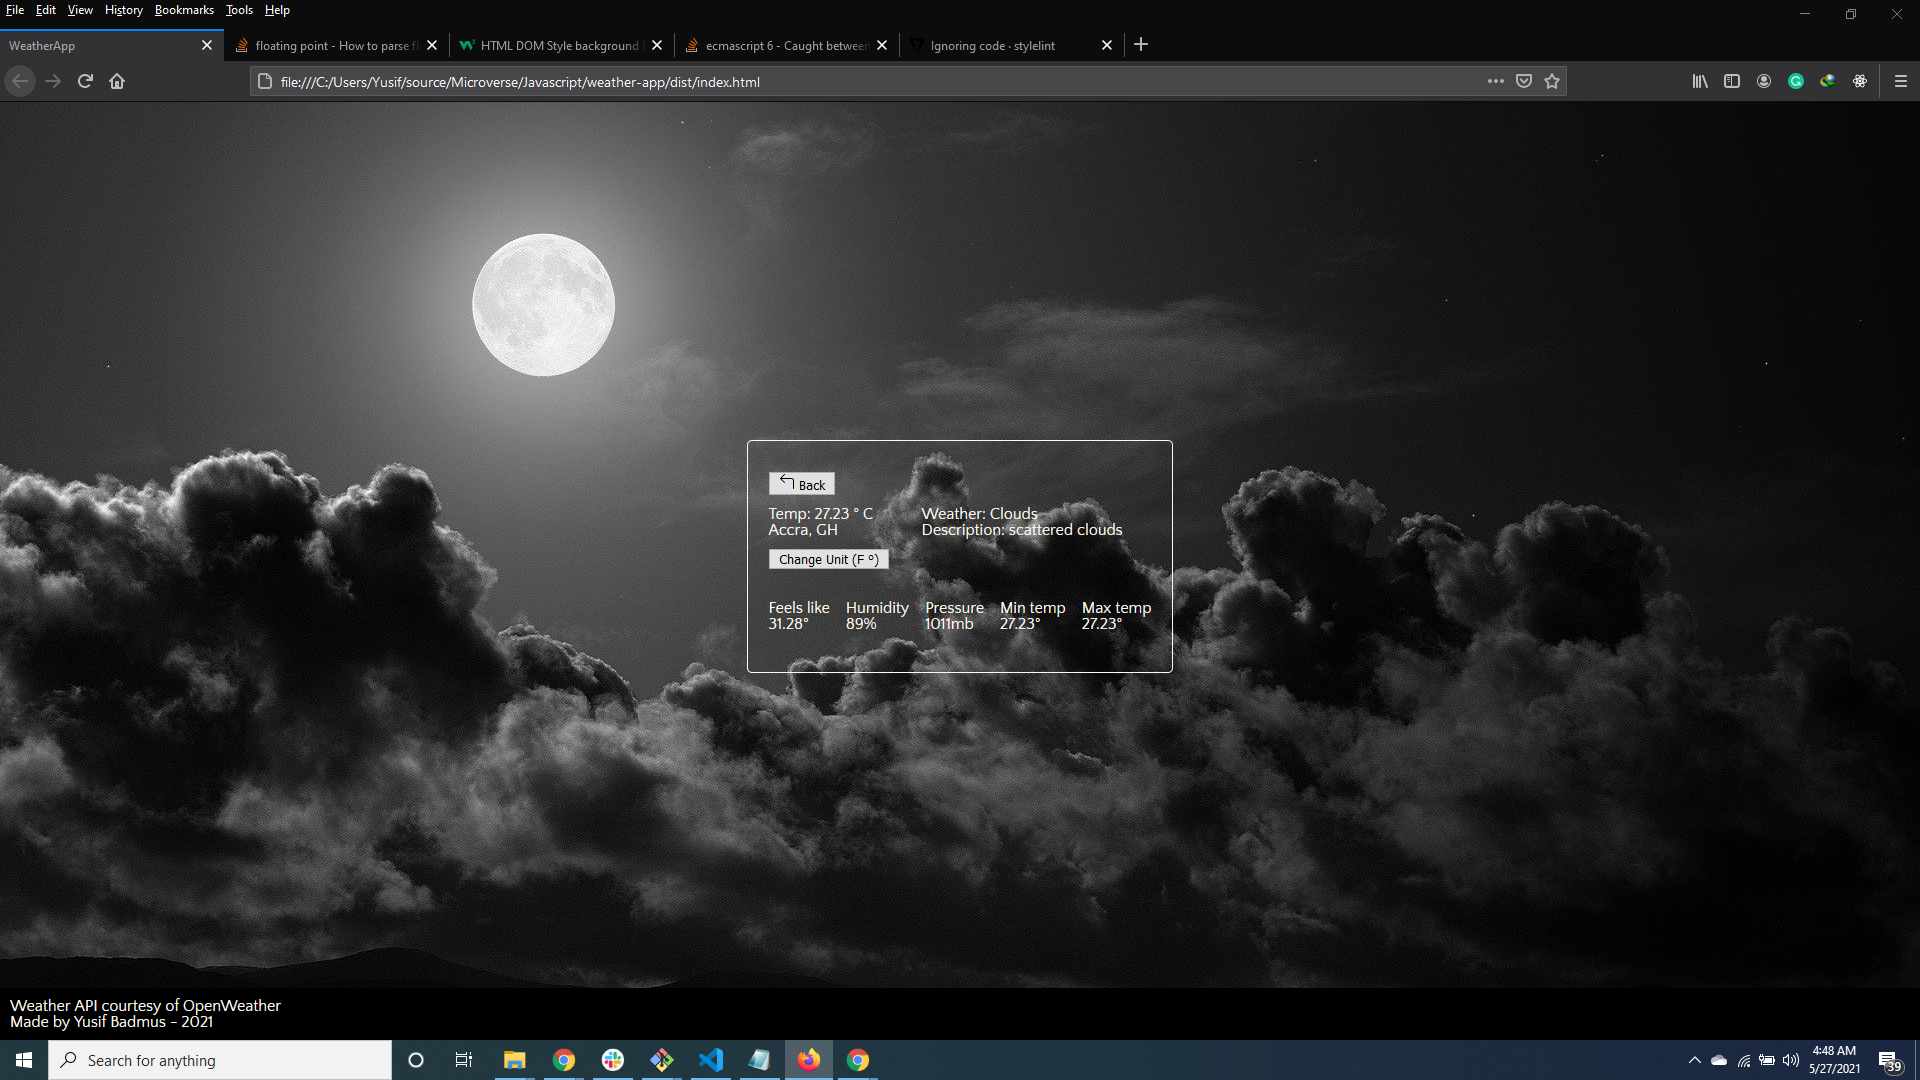 File Edit View History Bookmarks Tools Help
WeatherApp
floating point - How to parse fl
HTML DOM Style background
ecmascript 6 - Caught between
Ignoring code · stylelint
file:///C:/Users/Yusif/source/Microverse/Javascript/weather-app/dist/index.html
Back
Temp: 27.23 ° C
Accra, GH
Weather: Clouds
Description: scattered clouds
Change Unit (F º)
Feels like
31.28°
Humidity
89%
Pressure
1011mb
Min temp
27.23°
Max temp
27.23°
Weather API courtesy of OpenWeather
Made by Yusif Badmus - 2021
Search for anything
4:48 AM
5/27/2021
39